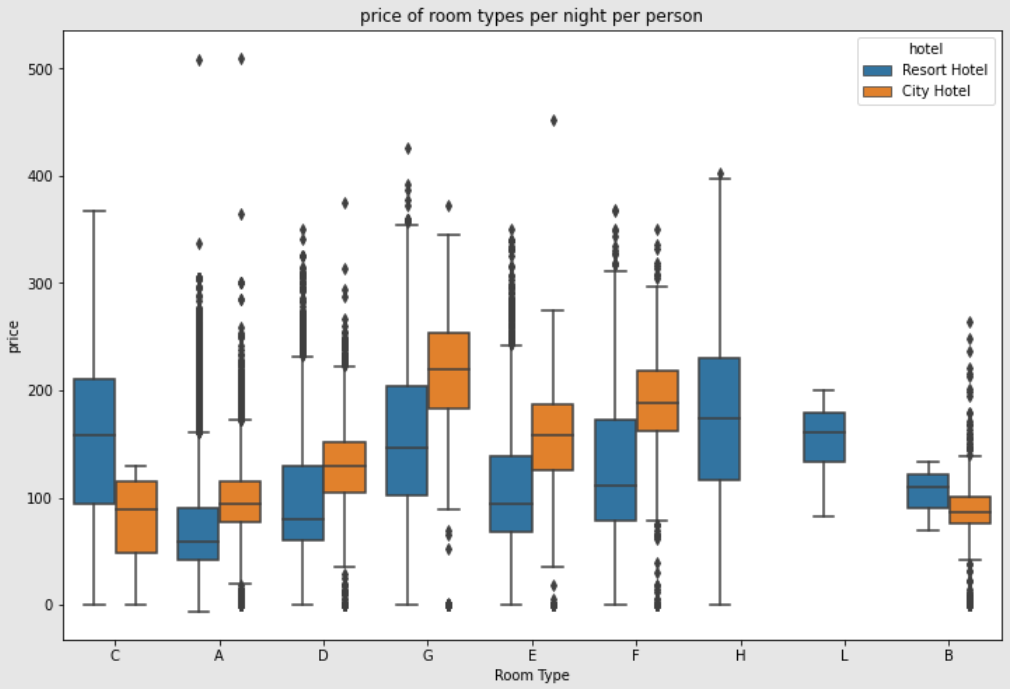 price of room types per night per person
hotel
Resort Hotel
City Hotel
500
400
300
200
100
0
price
C A D G E F H L B
Room Type